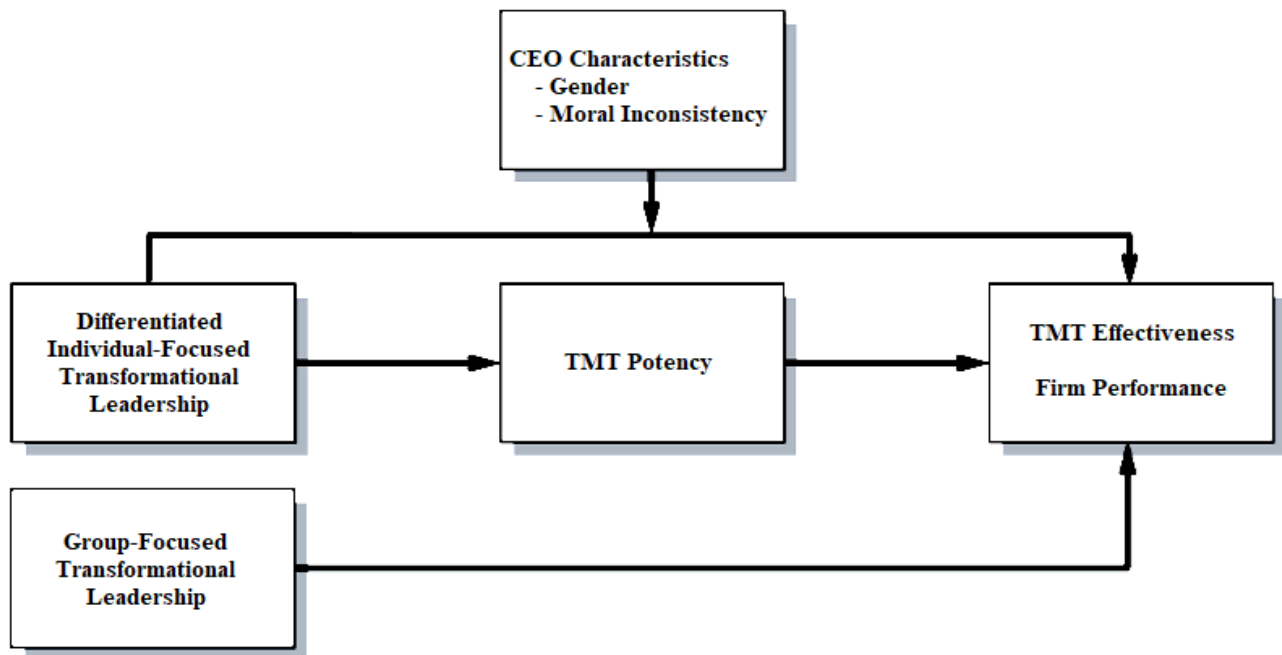 CEO Characteristics
- Gender
- Moral Inconsistency
Differentiated
Individual-Focused
Transformational
Leadership
TMT Potency
TMT Effectiveness
Firm Performance
Group-Focused
Transformational
Leadership